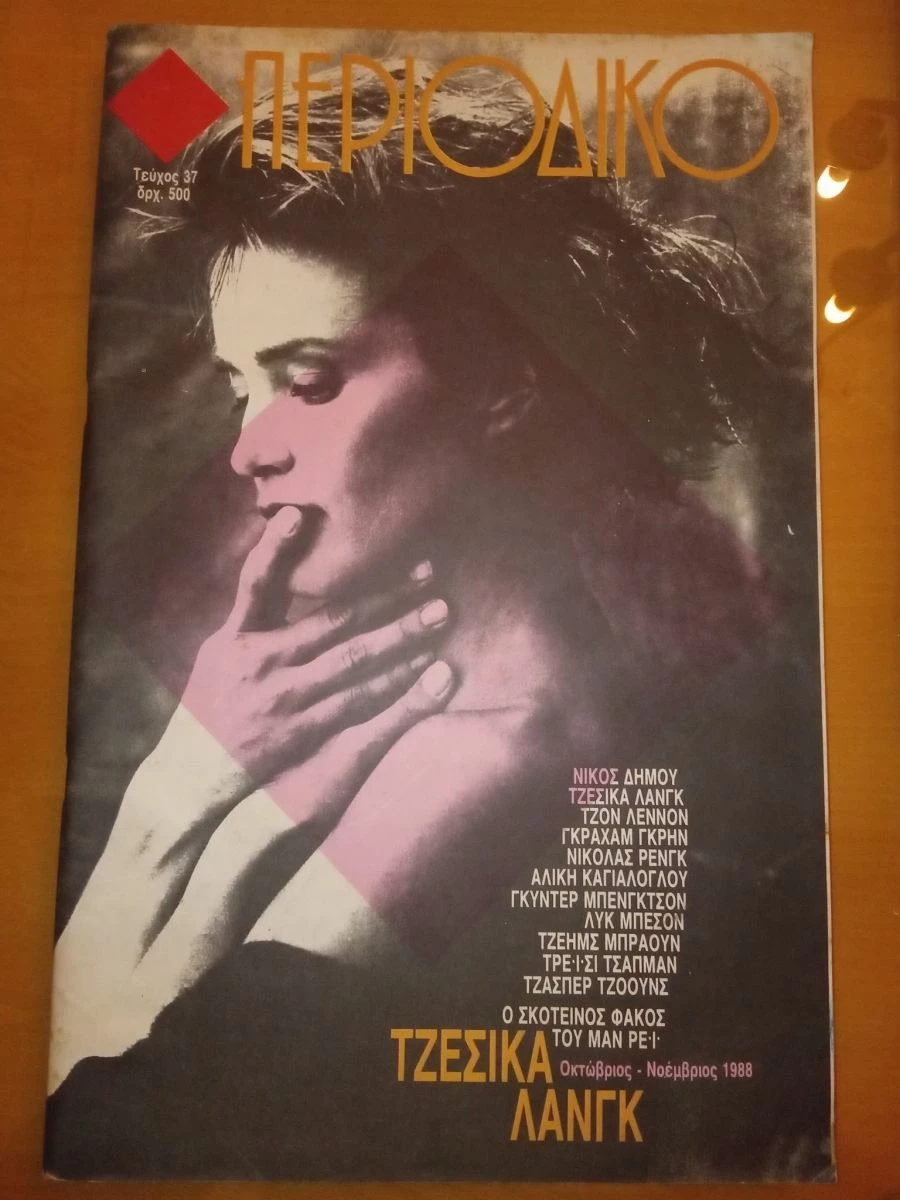 ΠΕΡΙΟΔΙΚΟ
Τεύχος 37
δρχ. 500
ΝΙΚΟΣ ΔΗΜΟΥ
ΤΖΕΣΙΚΑ ΛΑΝΓΚ
ΤΖΟΝ ΛΕΝΝΟΝ
ΓΚΡΑΧΑΜ ΓΚΡΗΝ
ΝΙΚΟΛΑΣ ΡΕΝΓΚ
ΑΛΙΚΗ ΚΑΓΙΑΛΟΓΛΟΥ
ΓΚΥΝΤΕΡ ΜΠΕΝΓΚΤΣΟΝ
ΛΥΚ ΜΠΕΣΟΝ
ΤΖΕΗΜΣ ΜΠΡΑΟΥΝ
ΤΡΕ·Ι·ΣΙ ΤΣΑΠΜΑΝ
ΤΖΑΣΠΕΡ ΤΖΟΟΥΝΣ
Ο ΣΚΟΤΕΙΝΟΣ ΦΑΚΟΣ
ΤΟΥ ΜΑΝ ΡΕ·Ι·
ΤΖΕΣΙΚΑ
Οκτώβριος - Νοέμβριος 1988
ΛΑΝΓΚ